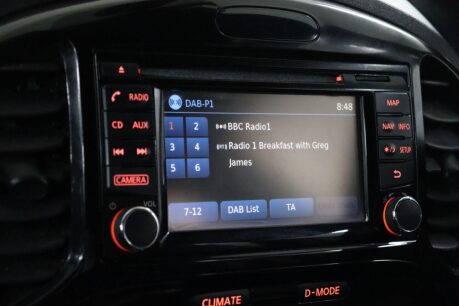 DAB-P1
8:48
RADIO
MAP
1 2
BBC Radio1
CD AUX
NAV INFO
3 4
Radio 1 Breakfast with Greg
James
SETUP
5 6
CAMERA
VOL
7-12
DAB List
TA
CLIMATE
D-MODE